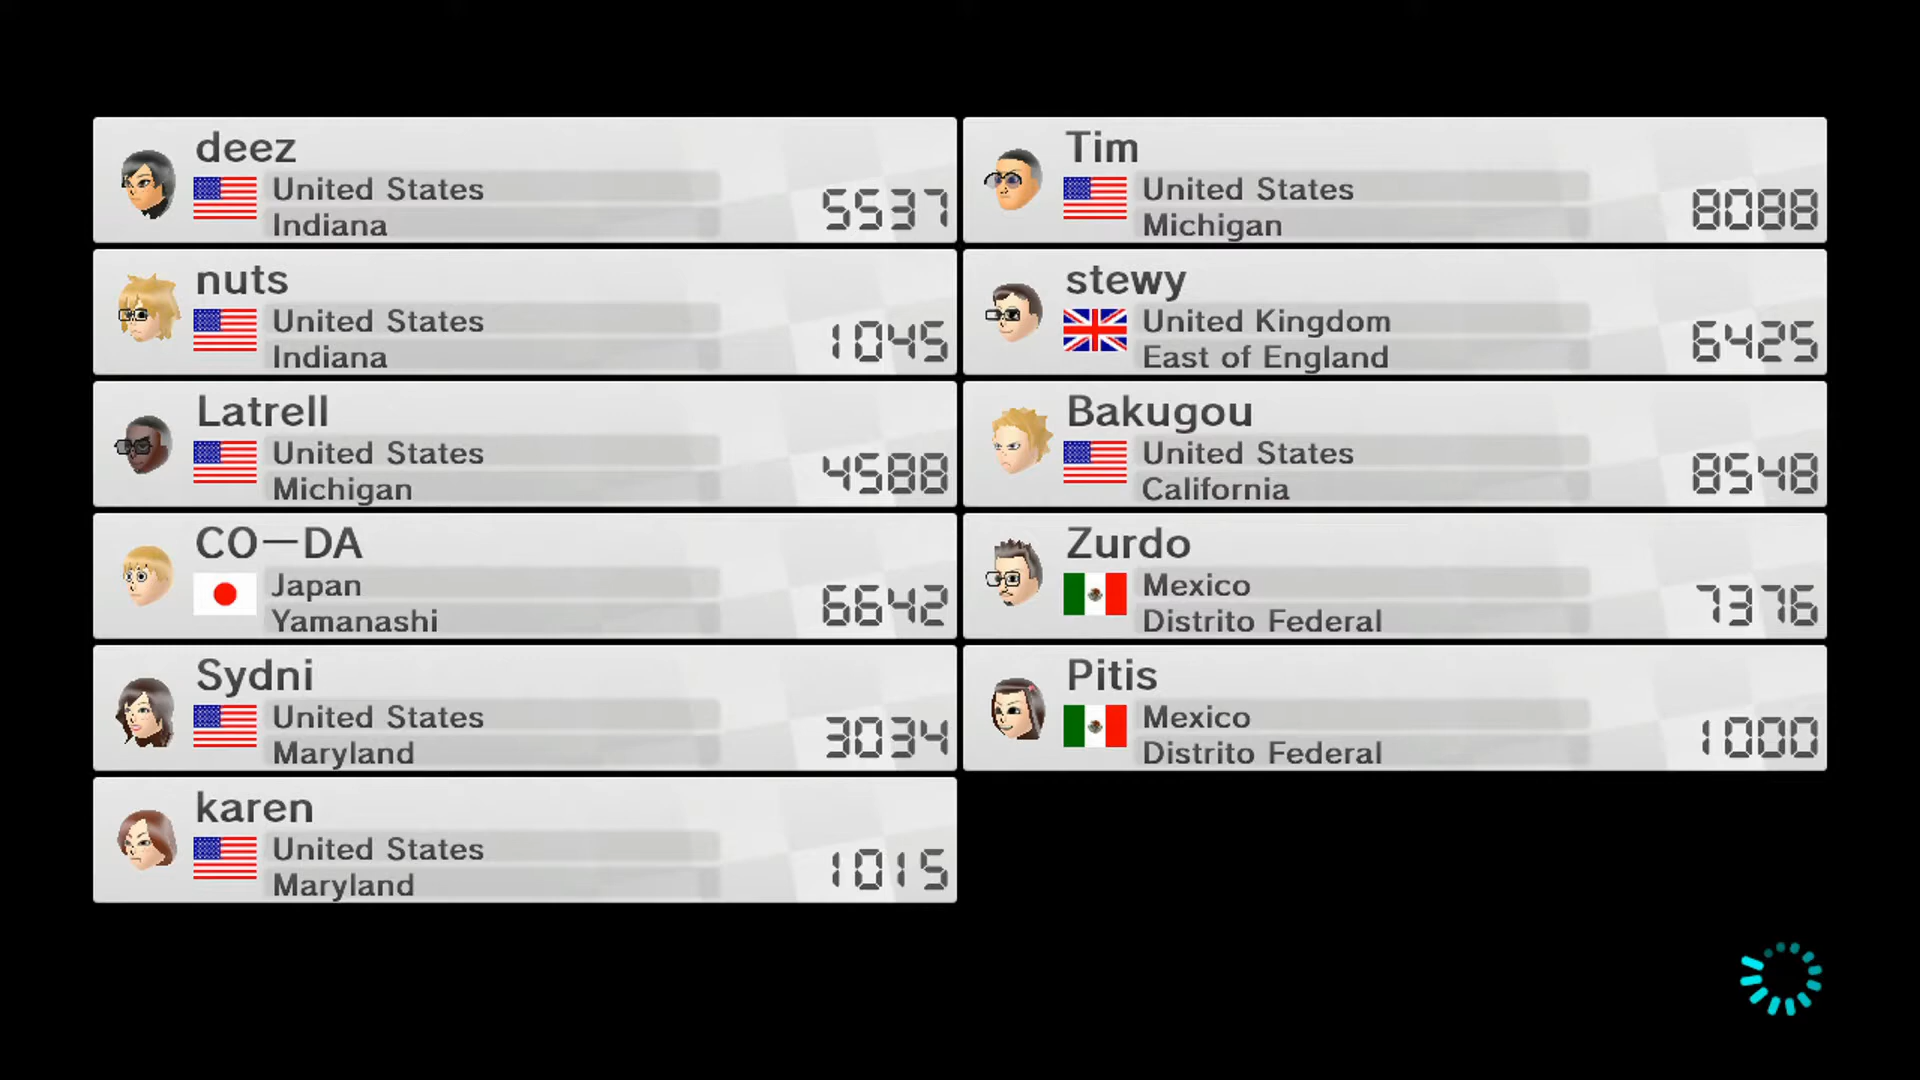 deez
United States
Indiana
5537
Tim
United States
Michigan
8088
nuts
United States
Indiana
1045
stewy
United Kingdom
East of England
6425
Latrell
United States
Michigan
4588
Bakugou
United States
California
8548
CO—DA
Japan
Yamanashi
6642
Zurdo
Mexico
Distrito Federal
7376
Sydni
United States
Maryland
3034
Pitis
Mexico
Distrito Federal
1000
karen
United States
Maryland
1015